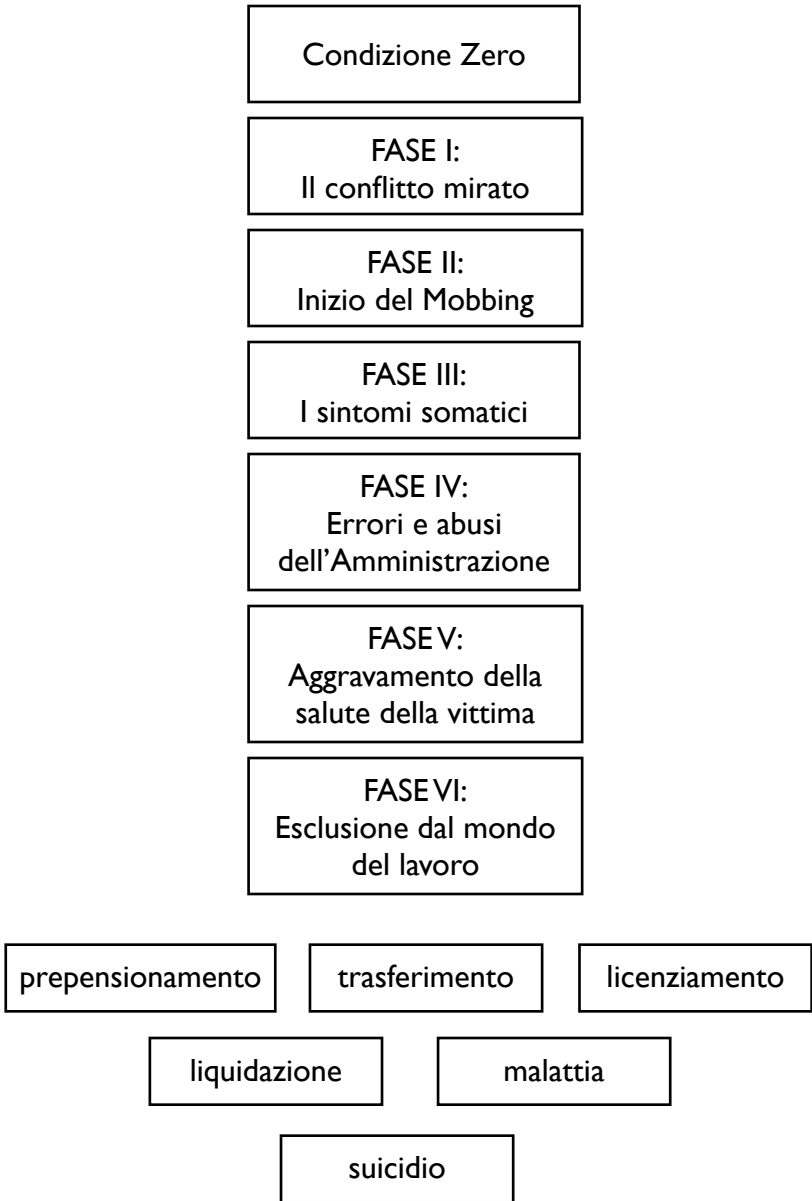 Condizione Zero
FASE I:
Il conflitto mirato
FASE II:
Inizio del Mobbing
FASE III:
I sintomi somatici
FASE IV:
Errori e abusi
dell’Amministrazione
FASE V:
Aggravamento della
salute della vittima
FASE VI:
Esclusione dal mondo
del lavoro
prepensionamento
trasferimento
licenziamento
liquidazione
malattia
suicidio